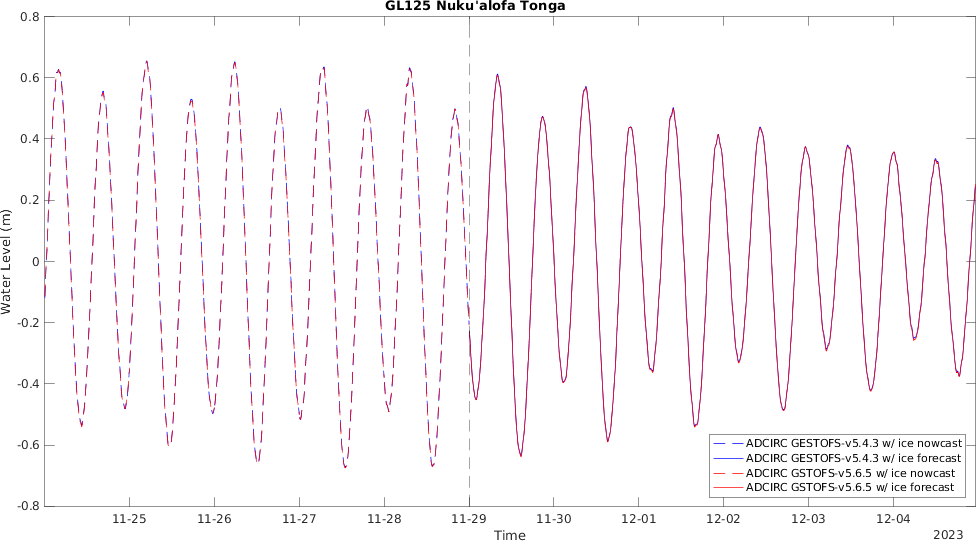 GL125 Nuku'alofa Tonga
0.8
0.6
0.4
0.2
0
-0.2
-0.4
-0.6
-0.8
Water Level (m)
ADCIRC GESTOFS-v5.4.3 w/ ice nowcast
ADCIRC GESTOFS-v5.4.3 w/ ice forecast
ADCIRC GSTOFS-v5.6.5 w/ ice nowcast
ADCIRC GSTOFS-v5.6.5 w/ ice forecast
11-25 11-26 11-27 11-28 11-29 11-30 12-01 12-02 12-03 12-04
Time
2023